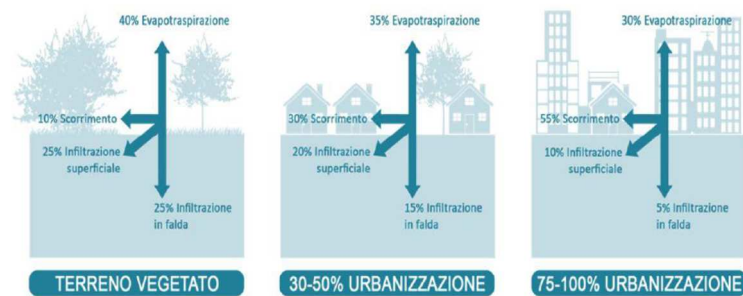 40% Evapotraspirazione
10% Scorrimento
25% Infiltrazione
superficiale
25% Infiltrazione
in falda
TERRENO VEGETATO
35% Evapotraspirazione
30% Scorrimento
20% Infiltrazione
superficiale
15% Infiltrazione
in falda
30-50% URBANIZZAZIONE
30% Evapotraspirazione
55% Scorrimento
10% Infiltrazione
superficiale
5% Infiltrazione
in falda
75-100% URBANIZZAZIONE